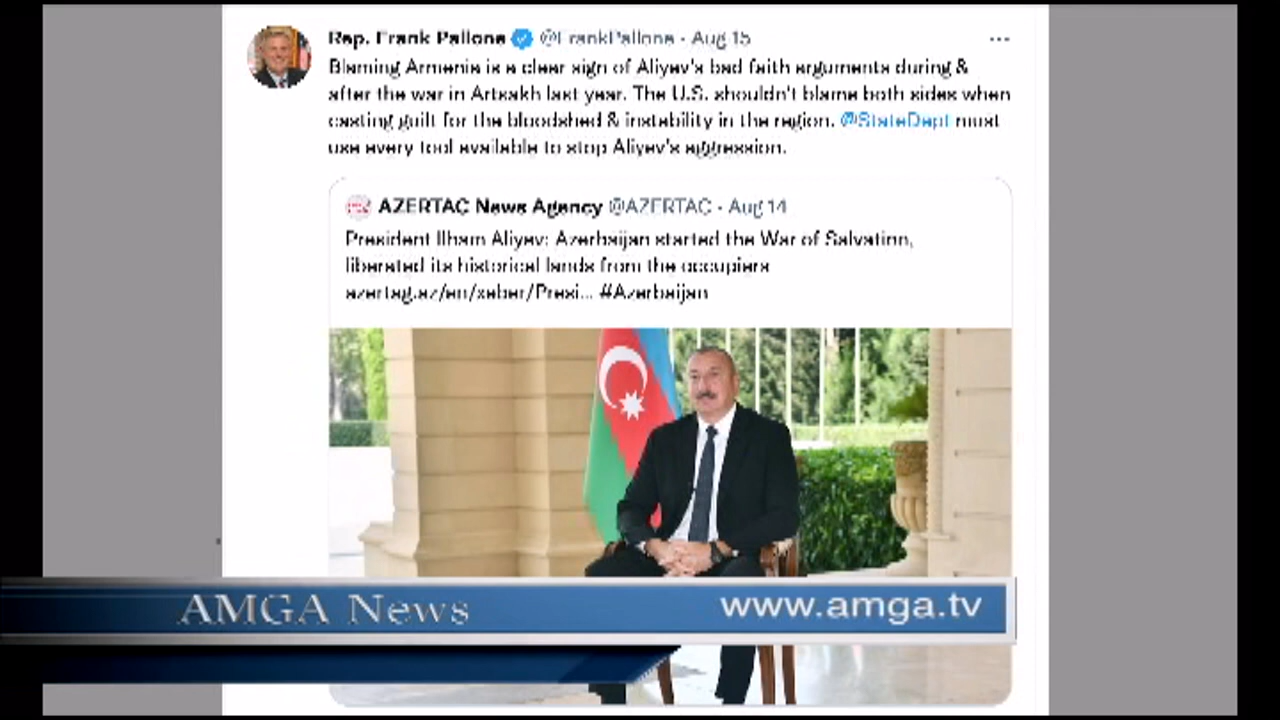 Rep. Frank Pallone @FrankPallone · Aug 15
Blaming Armenia is a clear sign of Aliyev's bad faith arguments during &
after the war in Artsakh last year. The U.S. shouldn't blame both sides when
casting guilt for the bloodshed & instability in the region. @StateDept must
use every tool available to stop Aliyev's aggression.
AZERTAC News Agency @AZERTAC · Aug 14
President Ilham Aliyev: Azerbaijan started the War of Salvation,
liberated its historical lands from the occupiers
azertag.az/en/xeber/Presi... #Azerbaijan
AMGA News
www.amga.tv